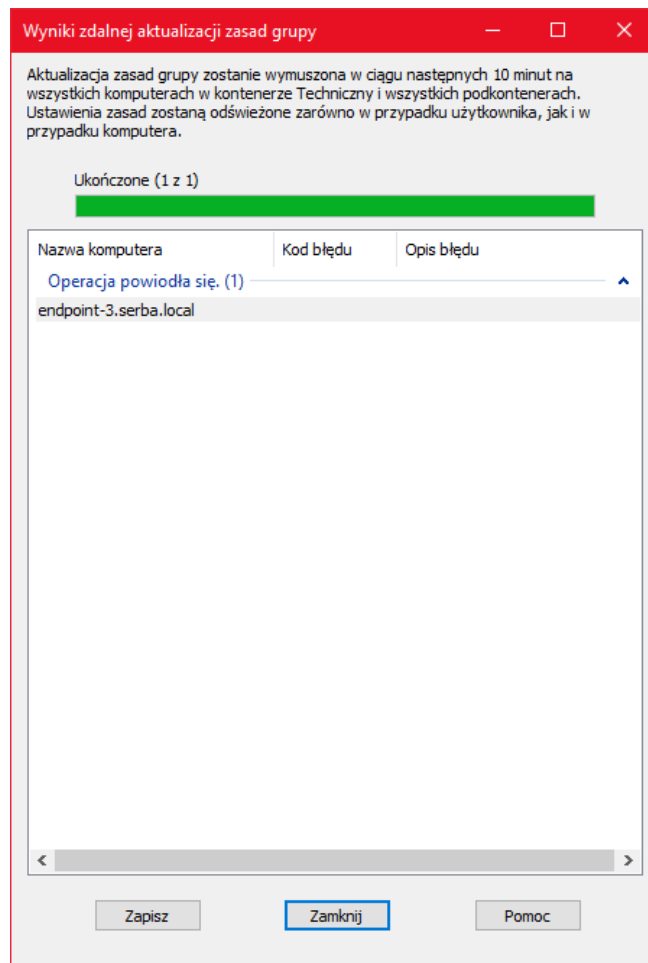 Wyniki zdalnej aktualizacji zasad grupy
Aktualizacja zasad grupy zostanie wymuszona w ciągu następnych 10 minut na
wszystkich komputerach w kontenerze Techniczny i wszystkich podkontenerach.
Ustawienia zasad zostaną odświeżone zarówno w przypadku użytkownika, jak i w
przypadku komputera.
Ukończone (1 z 1)
Nazwa komputera Kod błędu Opis błędu
Operacja powiodła się. (1)
endpoint-3.serba.local
Zapisz Zamknij Pomoc